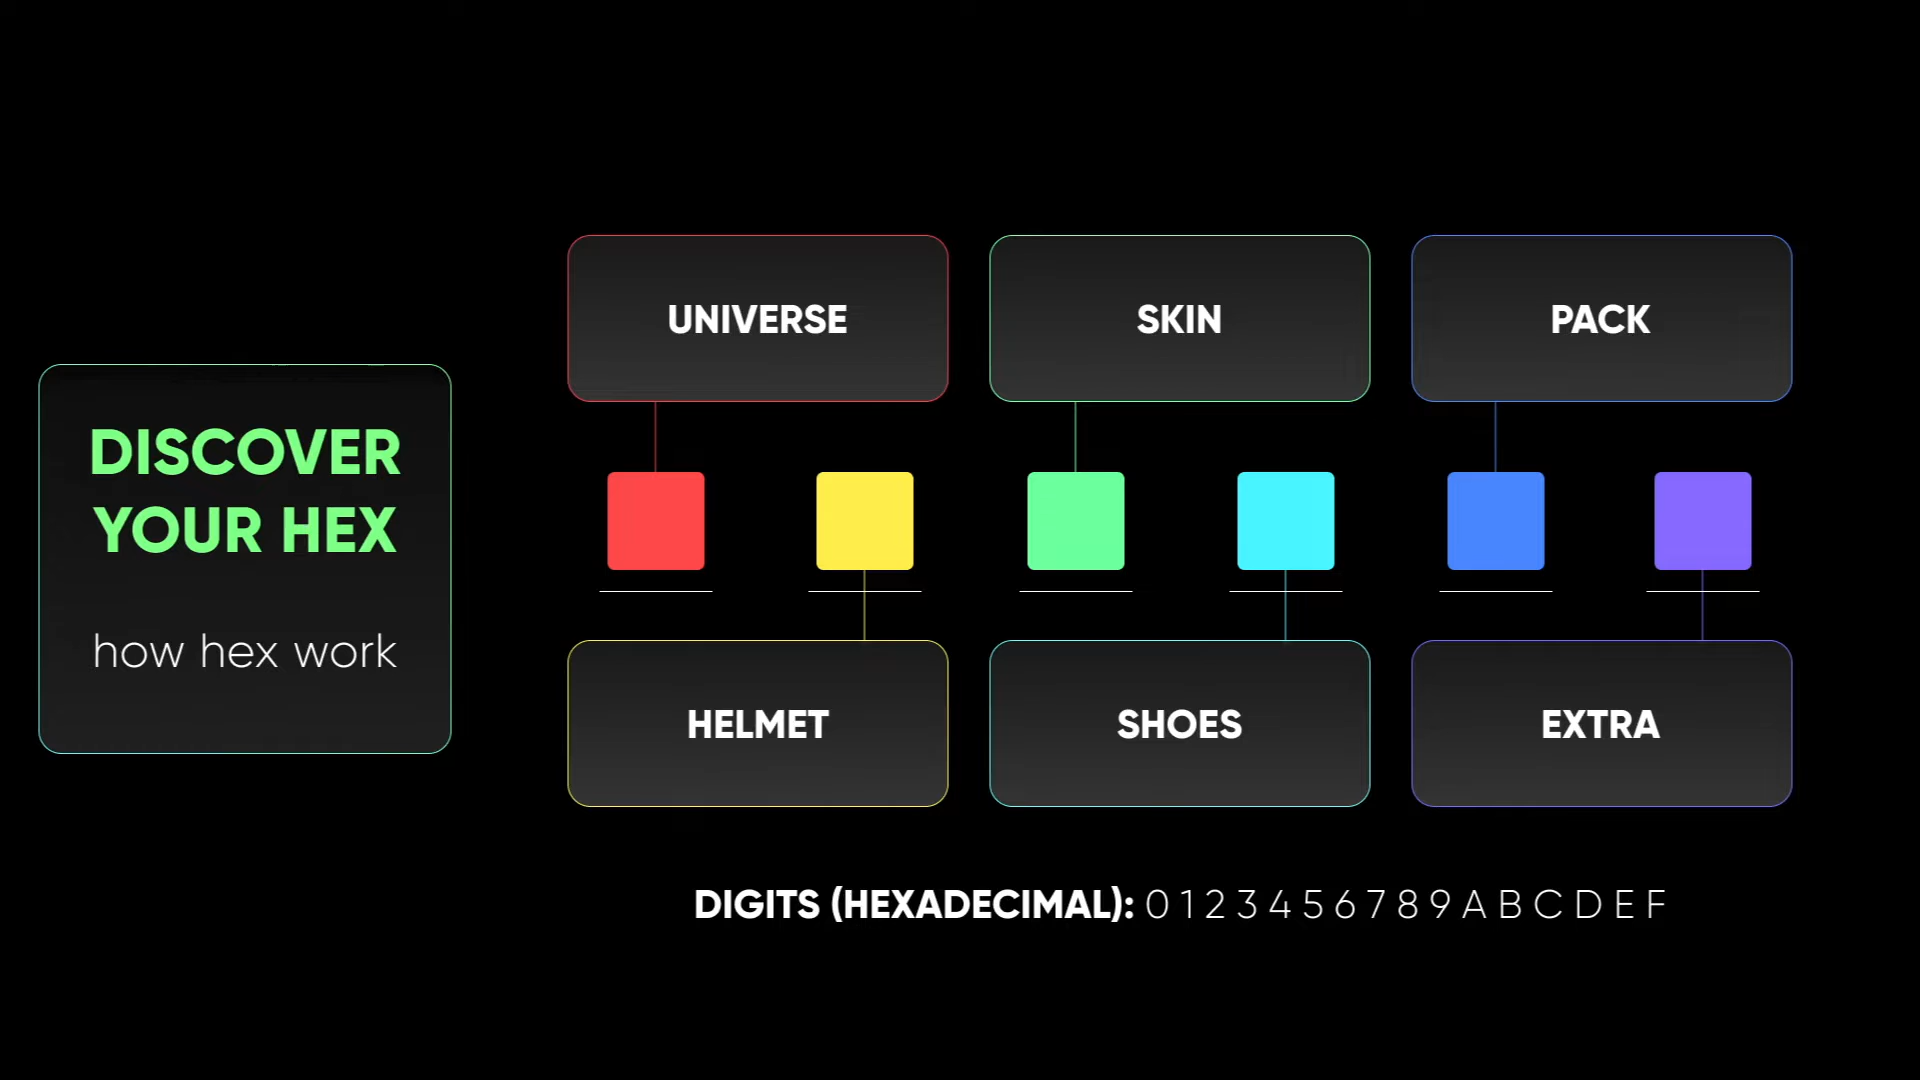 DISCOVER
YOUR HEX
how hex work
UNIVERSE
SKIN
PACK
HELMET
SHOES
EXTRA
DIGITS (HEXADECIMAL): 0 1 2 3 4 5 6 7 8 9 A B C D E F